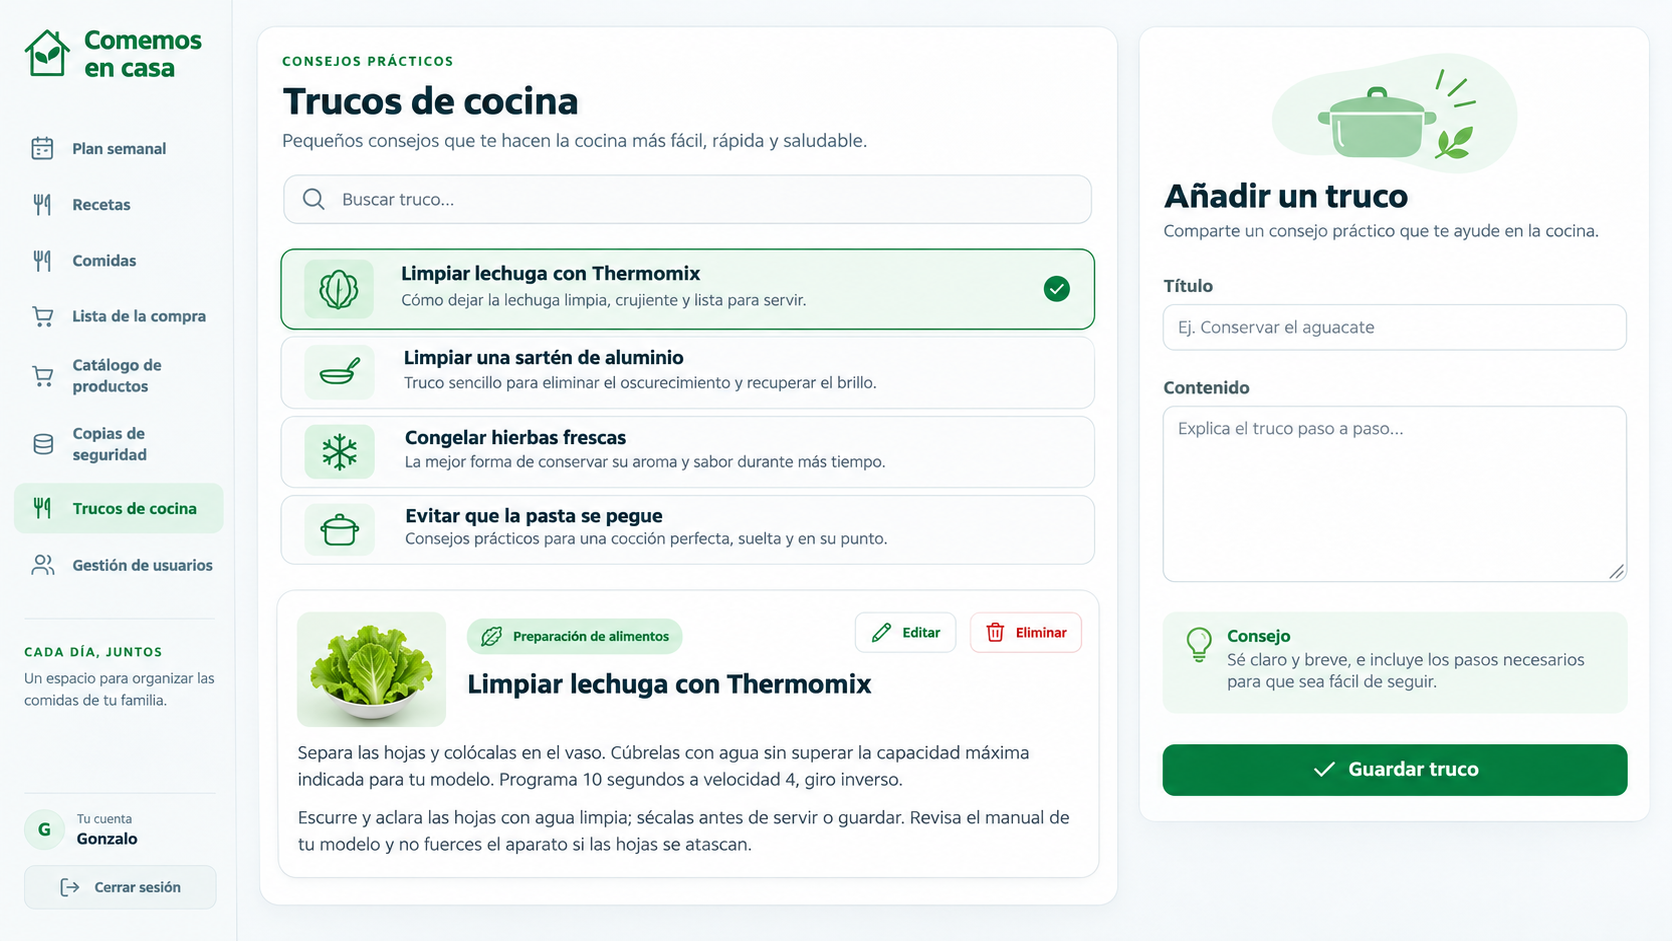 Comemos
en casa
Plan semanal
Recetas
Comidas
Lista de la compra
Catálogo de
productos
Copias de
seguridad
Trucos de cocina
Gestión de usuarios
CADA DÍA, JUNTOS
Un espacio para organizar las
comidas de tu familia.
G
Tu cuenta
Gonzalo
Cerrar sesión
CONSEJOS PRÁCTICOS
Trucos de cocina
Pequeños consejos que te hacen la cocina más fácil, rápida y saludable.
Buscar truco...
Limpiar lechuga con Thermomix
Cómo dejar la lechuga limpia, crujiente y lista para servir.
Limpiar una sartén de aluminio
Truco sencillo para eliminar el oscurecimiento y recuperar el brillo.
Congelar hierbas frescas
La mejor forma de conservar su aroma y sabor durante más tiempo.
Evitar que la pasta se pegue
Consejos prácticos para una cocción perfecta, suelta y en su punto.
Preparación de alimentos
Editar
Eliminar
Limpiar lechuga con Thermomix
Separa las hojas y colócalas en el vaso. Cúbrelas con agua sin superar la capacidad máxima
indicada para tu modelo. Programa 10 segundos a velocidad 4, giro inverso.
Escurre y aclara las hojas con agua limpia; sécalas antes de servir o guardar. Revisa el manual de
tu modelo y no fuerces el aparato si las hojas se atascan.
Añadir un truco
Comparte un consejo práctico que te ayude en la cocina.
Título
Ej. Conservar el aguacate
Contenido
Explica el truco paso a paso...
Consejo
Sé claro y breve, e incluye los pasos necesarios
para que sea fácil de seguir.
Guardar truco